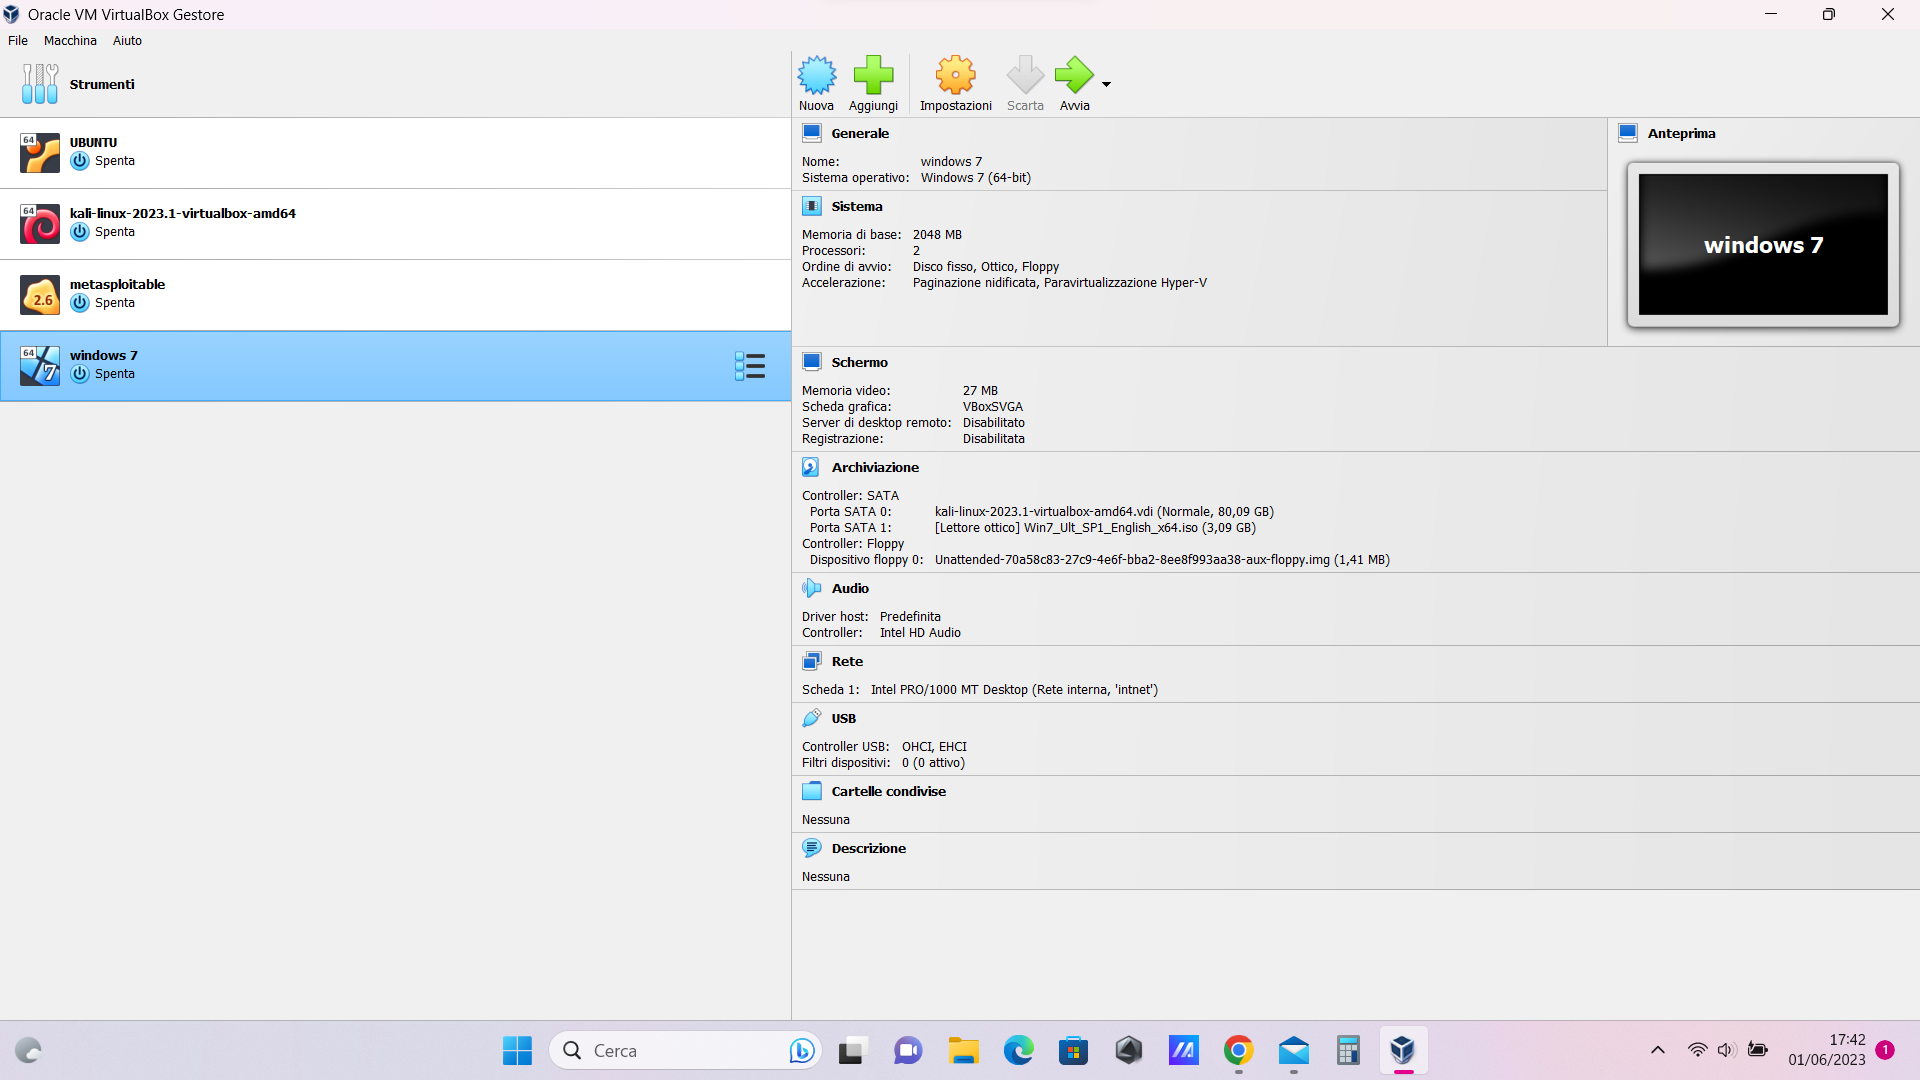 Oracle VM VirtualBox Gestore
File Macchina Aiuto
Strumenti
Nuova Aggiungi Impostazioni Scarta Avvia
64
UBUNTU
Spenta
64
kali-linux-2023.1-virtualbox-amd64
Spenta
2.6
metasploitable
Spenta
64
7
windows 7
Spenta
Generale
Nome: windows 7
Sistema operativo: Windows 7 (64-bit)
Anteprima
windows 7
Sistema
Memoria di base: 2048 MB
Processori: 2
Ordine di avvio: Disco fisso, Ottico, Floppy
Accelerazione: Paginazione nidificata, Paravirtualizzazione Hyper-V
Schermo
Memoria video: 27 MB
Scheda grafica: VBoxSVGA
Server di desktop remoto: Disabilitato
Registrazione: Disabilitata
Archiviazione
Controller: SATA
Porta SATA 0: kali-linux-2023.1-virtualbox-amd64.vdi (Normale, 80,09 GB)
Porta SATA 1: [Lettore ottico] Win7_Ult_SP1_English_x64.iso (3,09 GB)
Controller: Floppy
Dispositivo floppy 0: Unattended-70a58c83-27c9-4e6f-bba2-8ee8f993aa38-aux-floppy.img (1,41 MB)
Audio
Driver host: Predefinita
Controller: Intel HD Audio
Rete
Scheda 1: Intel PRO/1000 MT Desktop (Rete interna, 'intnet')
USB
Controller USB: OHCI, EHCI
Filtri dispositivi: 0 (0 attivo)
Cartelle condivise
Nessuna
Descrizione
Nessuna
Cerca
17:42
01/06/2023
1